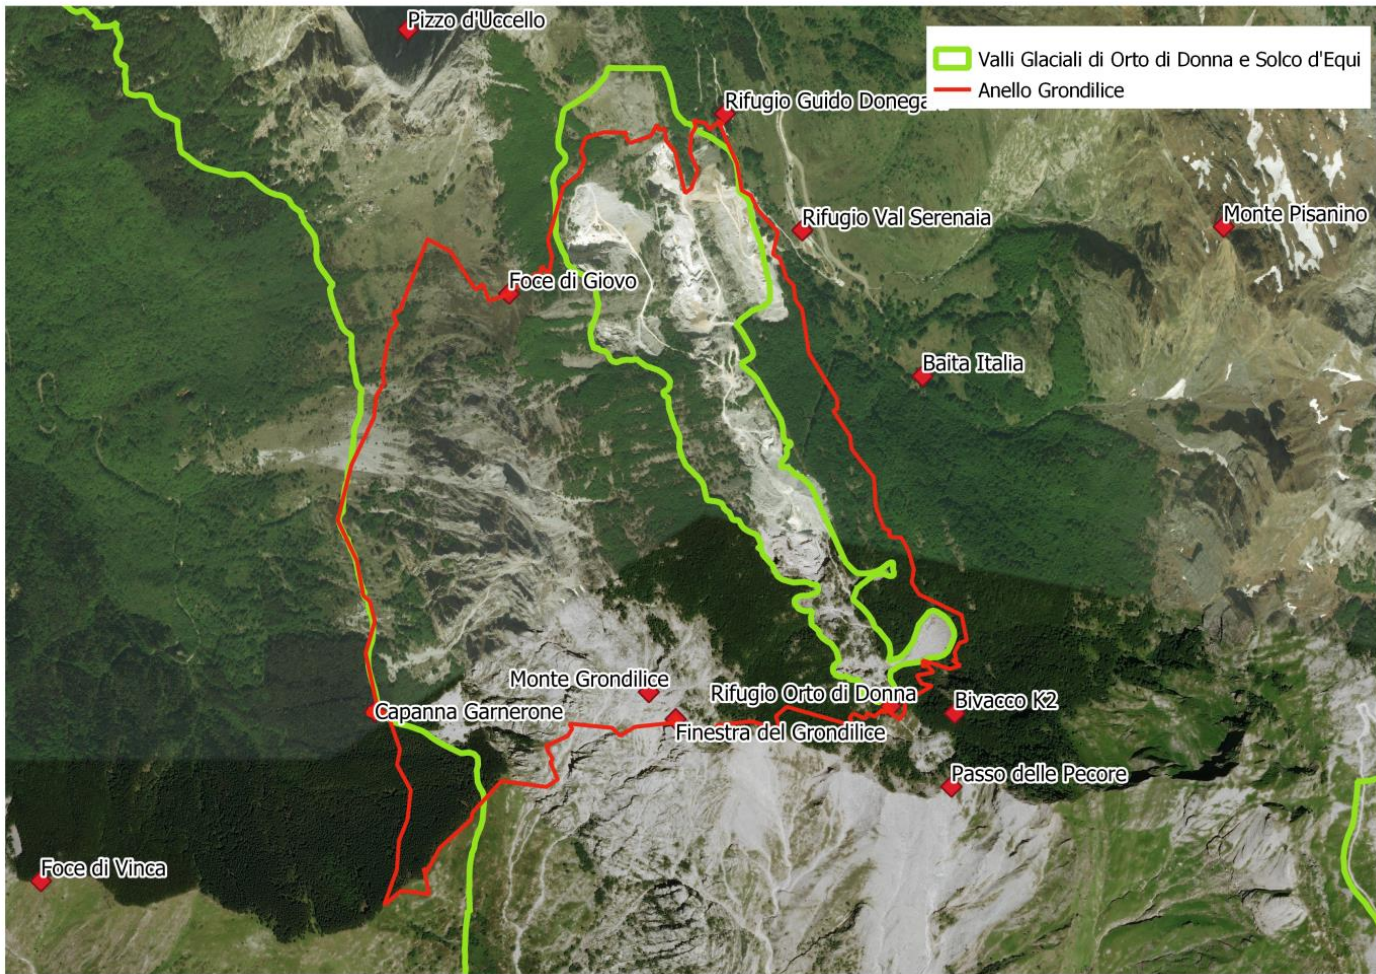 Pizzo d'Uccello
Valli Glaciali di Orto di Donna e Solco d'Equi
Anello Grondilice
Rifugio Guido Donega
Monte Pisanino
Rifugio Val Serenaia
Foce di Giovo
Baita Italia
Monte Grondilice
Rifugio Orto di Donna
Bivacco K2
Capanna Garnerone
Finestra del Grondilice
Passo delle Pecore
Foce di Vinca